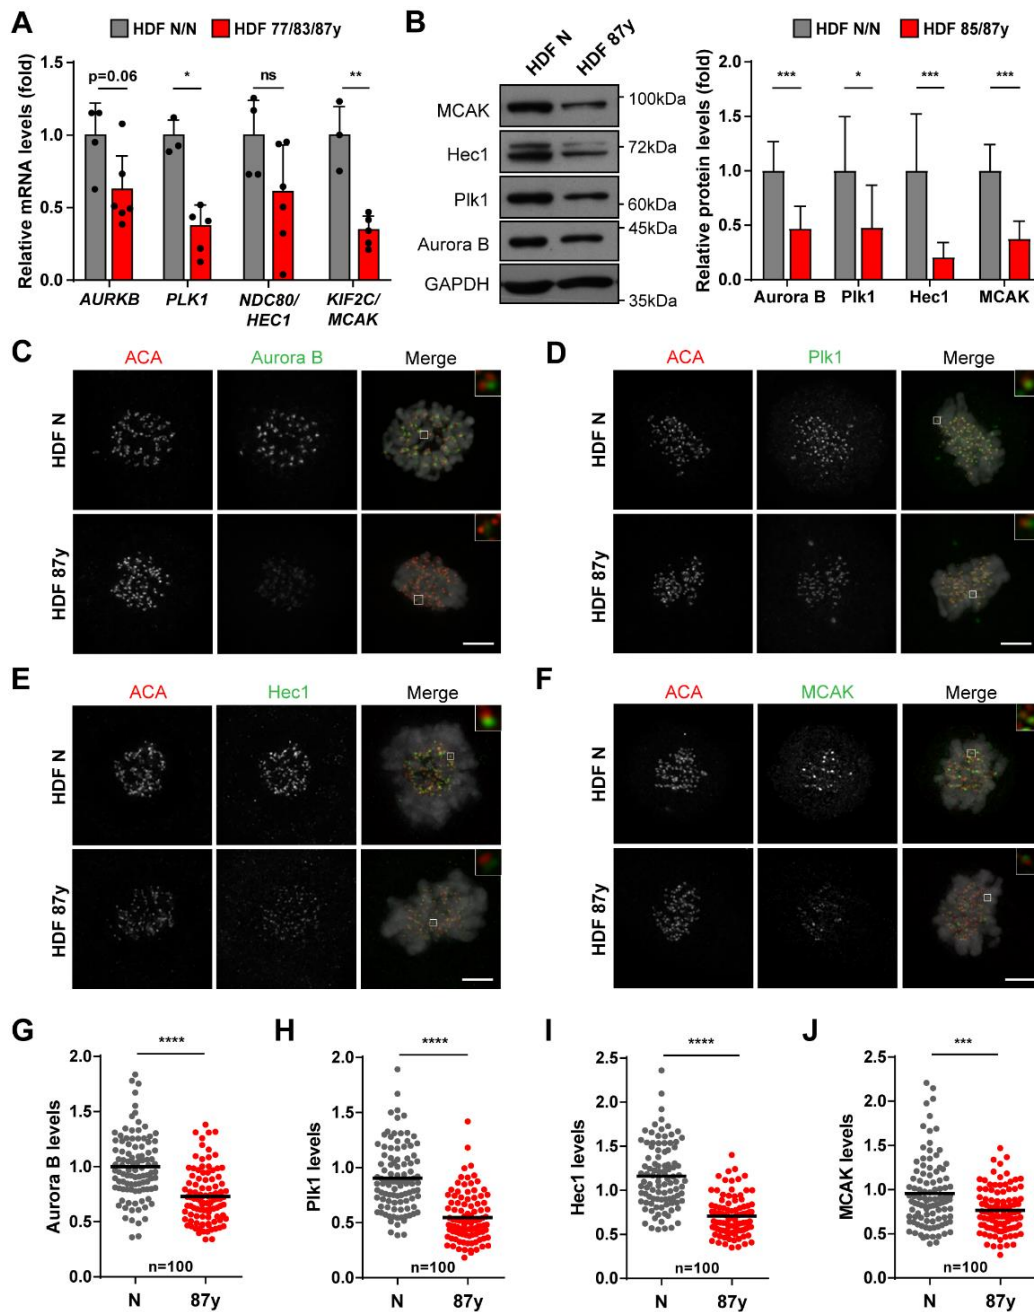 A
HDF N/N HDF 77/83/87y
Relative mRNA levels (fold)
1.5
1.0
0.5
0.0
p=0.06
*
ns
**
AURKB PLK1 NDC80/ KIF2C/
HEC1 MCAK
B
HDF N HDF 87y
MCAK
Hec1
Plk1
Aurora B
GAPDH
100kDa
72kDa
60kDa
45kDa
35kDa
HDF N/N HDF 85/87y
Relative protein levels (fold)
2.0
1.5
1.0
0.5
0.0
***
*
***
***
Aurora B Plk1 Hec1 MCAK
C
ACA Aurora B Merge
HDF N
HDF 87y
D
ACA Plk1 Merge
HDF N
HDF 87y
E
ACA Hec1 Merge
HDF N
HDF 87y
F
ACA MCAK Merge
HDF N
HDF 87y
G
Aurora B levels
2.0
1.5
1.0
0.5
0.0
****
n=100
N 87y
H
Plk1 levels
2.0
1.5
1.0
0.5
0.0
****
n=100
N 87y
I
Hec1 levels
2.5
2.0
1.5
1.0
0.5
0.0
****
n=100
N 87y
J
MCAK levels
2.5
2.0
1.5
1.0
0.5
0.0
***
n=100
N 87y